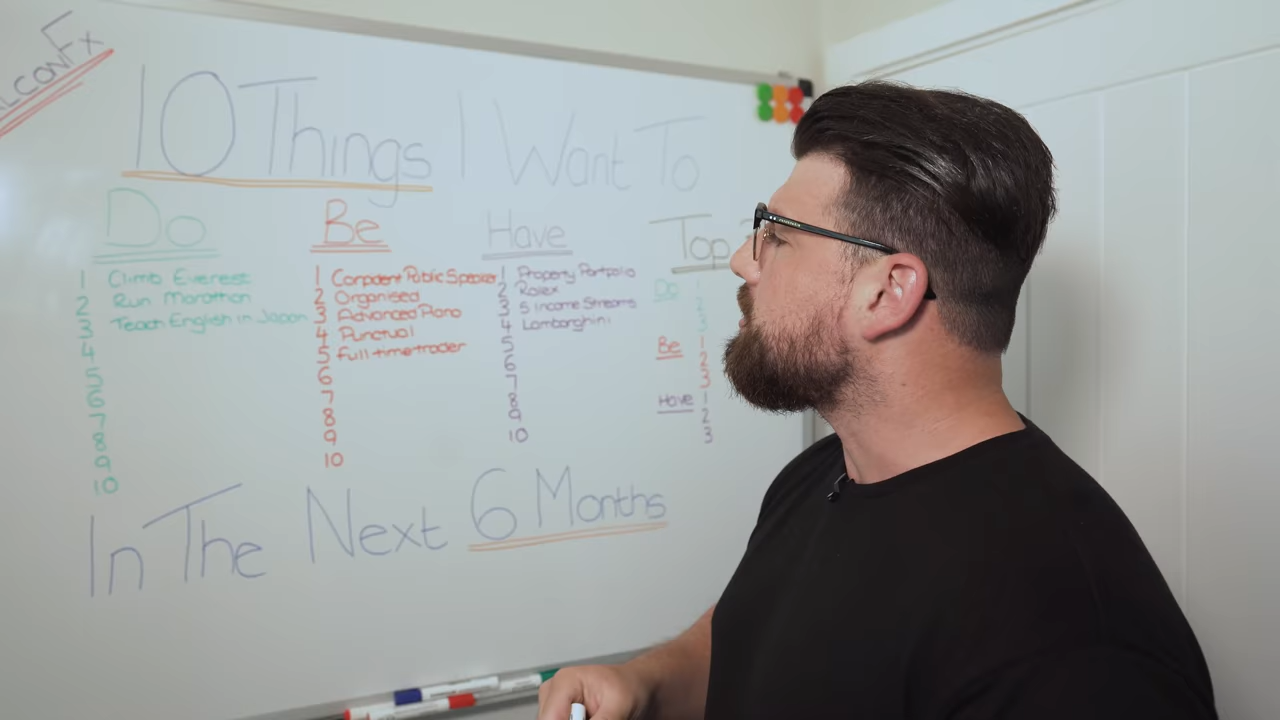 LCONFx
10 Things I Want To
Do
1 Climb Everest
2 Run Marathon
3 Teach English in Japan
4
5
6
7
8
9
10
Be
1 Confident Public Speaker
2 Organised
3 Advanced Piano
4 Punctual
5 Full-time trader
6
7
8
9
10
Have
1 Property Portfolio
2 Rolex
3 5 Income Streams
4 Lamborghini
5
6
7
8
9
10
Top
Do 1
2
3
Be 1
2
3
Have 1
2
3
In The Next 6 Months